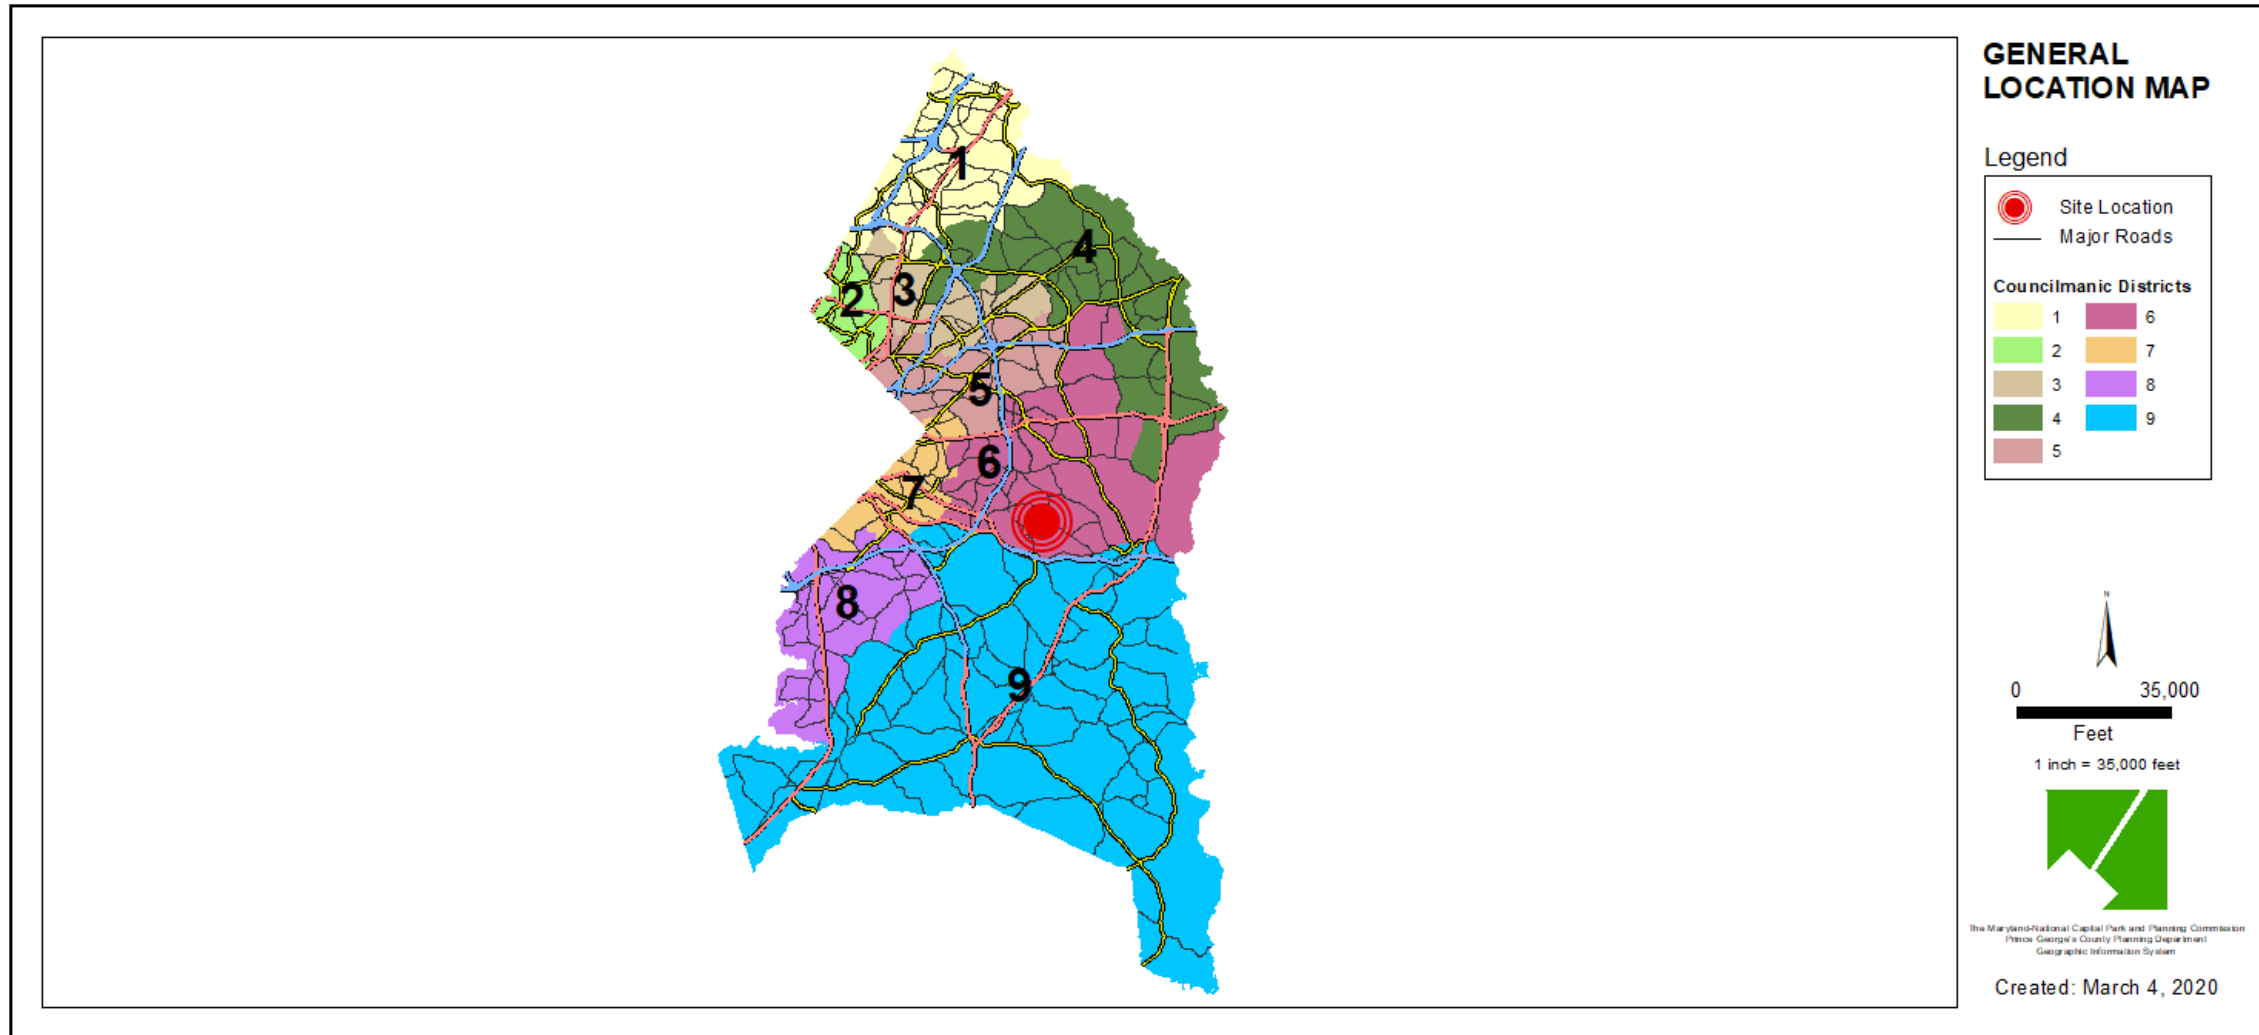 GENERAL
LOCATION MAP
Legend
Site Location
Major Roads
Councilmanic Districts
1 6
2 7
3 8
4 9
5
1
4
3
2
5
6
7
8
9
N
0 35,000
Feet
1 inch = 35,000 feet
The Maryland-National Capital Park and Planning Commission
Prince George's County Planning Department
Geographic Information System
Created: March 4, 2020